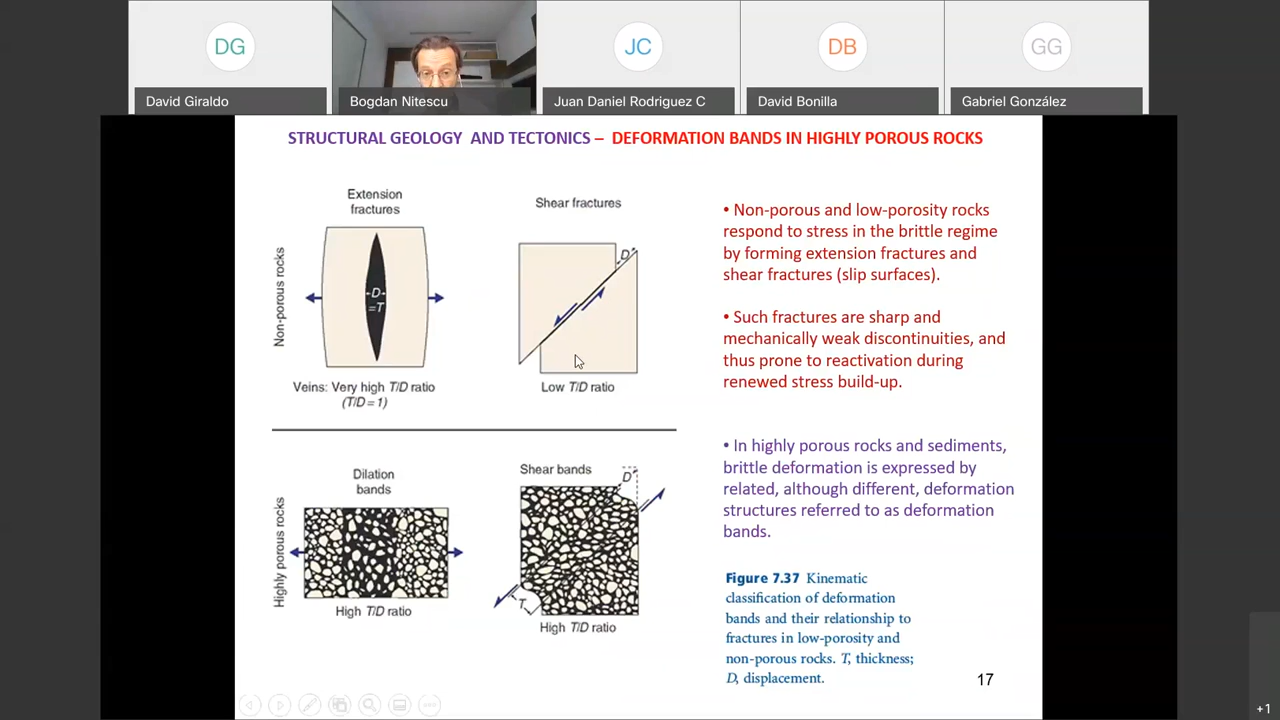 DG
JC
DB
GG
David Giraldo
Bogdan Nitescu
Juan Daniel Rodriguez C
David Bonilla
Gabriel González
STRUCTURAL GEOLOGY AND TECTONICS – DEFORMATION BANDS IN HIGHLY POROUS ROCKS
Extension
fractures
Shear fractures
Non-porous rocks
D
=T
D
Veins: Very high T/D ratio
(T/D=1)
Low T/D ratio
Dilation
bands
Shear bands
Highly porous rocks
D
T
High T/D ratio
High T/D ratio
• Non-porous and low-porosity rocks
respond to stress in the brittle regime
by forming extension fractures and
shear fractures (slip surfaces).
• Such fractures are sharp and
mechanically weak discontinuities, and
thus prone to reactivation during
renewed stress build-up.
• In highly porous rocks and sediments,
brittle deformation is expressed by
related, although different, deformation
structures referred to as deformation
bands.
Figure 7.37 Kinematic
classification of deformation
bands and their relationship to
fractures in low-porosity and
non-porous rocks. T, thickness;
D, displacement.
17
+1